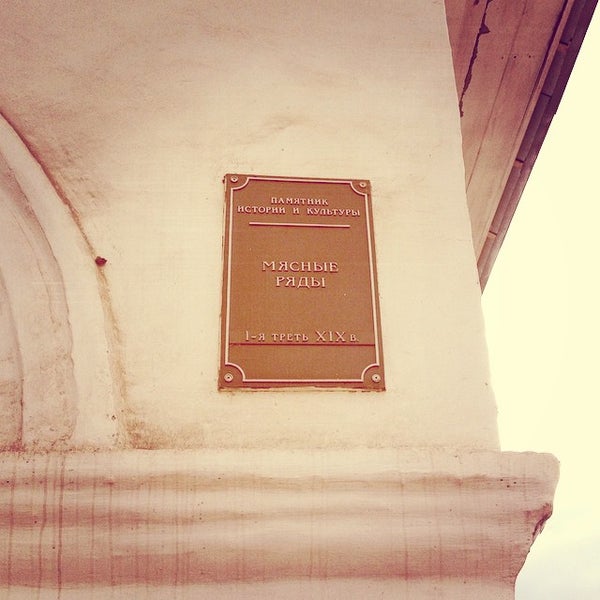 ПАМЯТНИК
ИСТОРИИ И КУЛЬТУРЫ
МЯСНЫЕ
РЯДЫ
1-Я ТРЕТЬ XIX В.